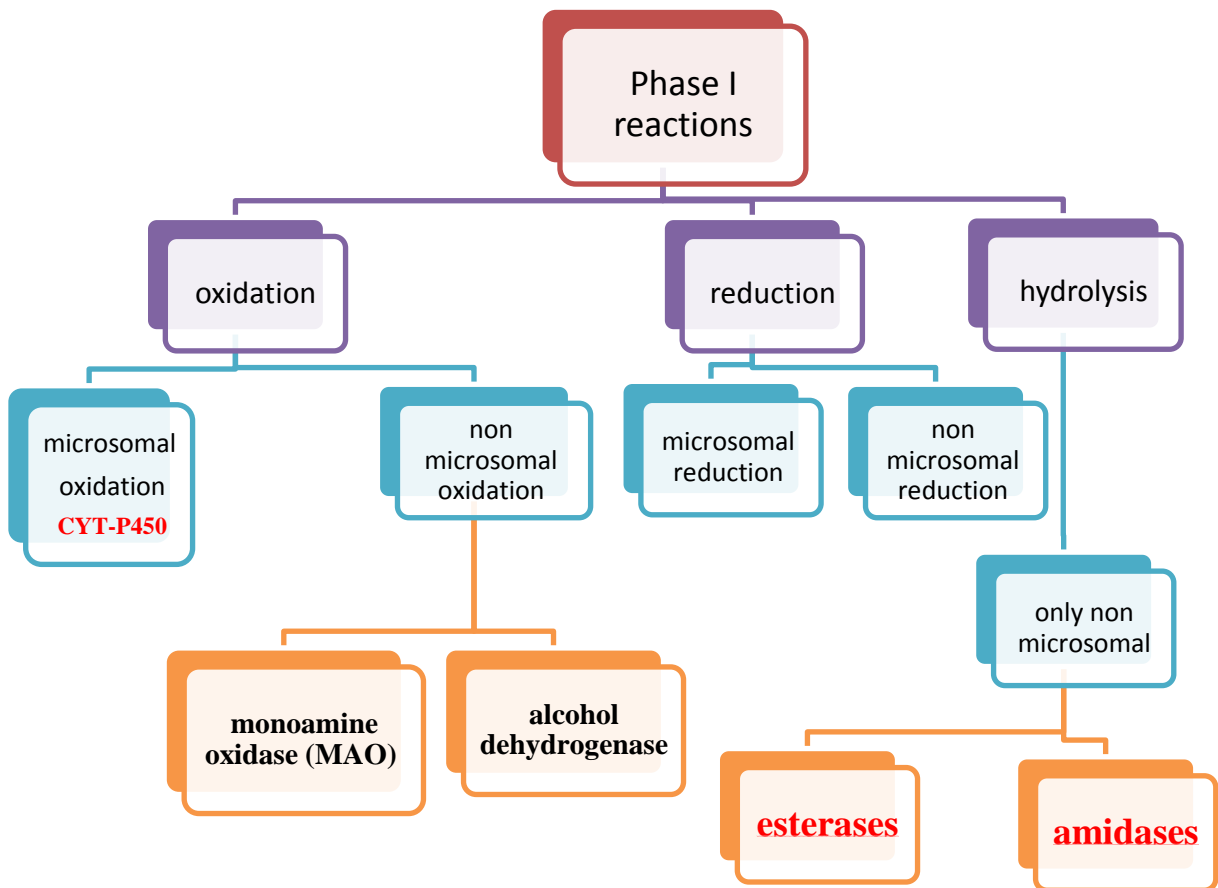 Phase I
reactions
oxidation
reduction
hydrolysis
microsomal
oxidation
CYT-P450
non
microsomal
oxidation
microsomal
reduction
non
microsomal
reduction
only non
microsomal
monoamine
oxidase (MAO)
alcohol
dehydrogenase
esterases
amidases